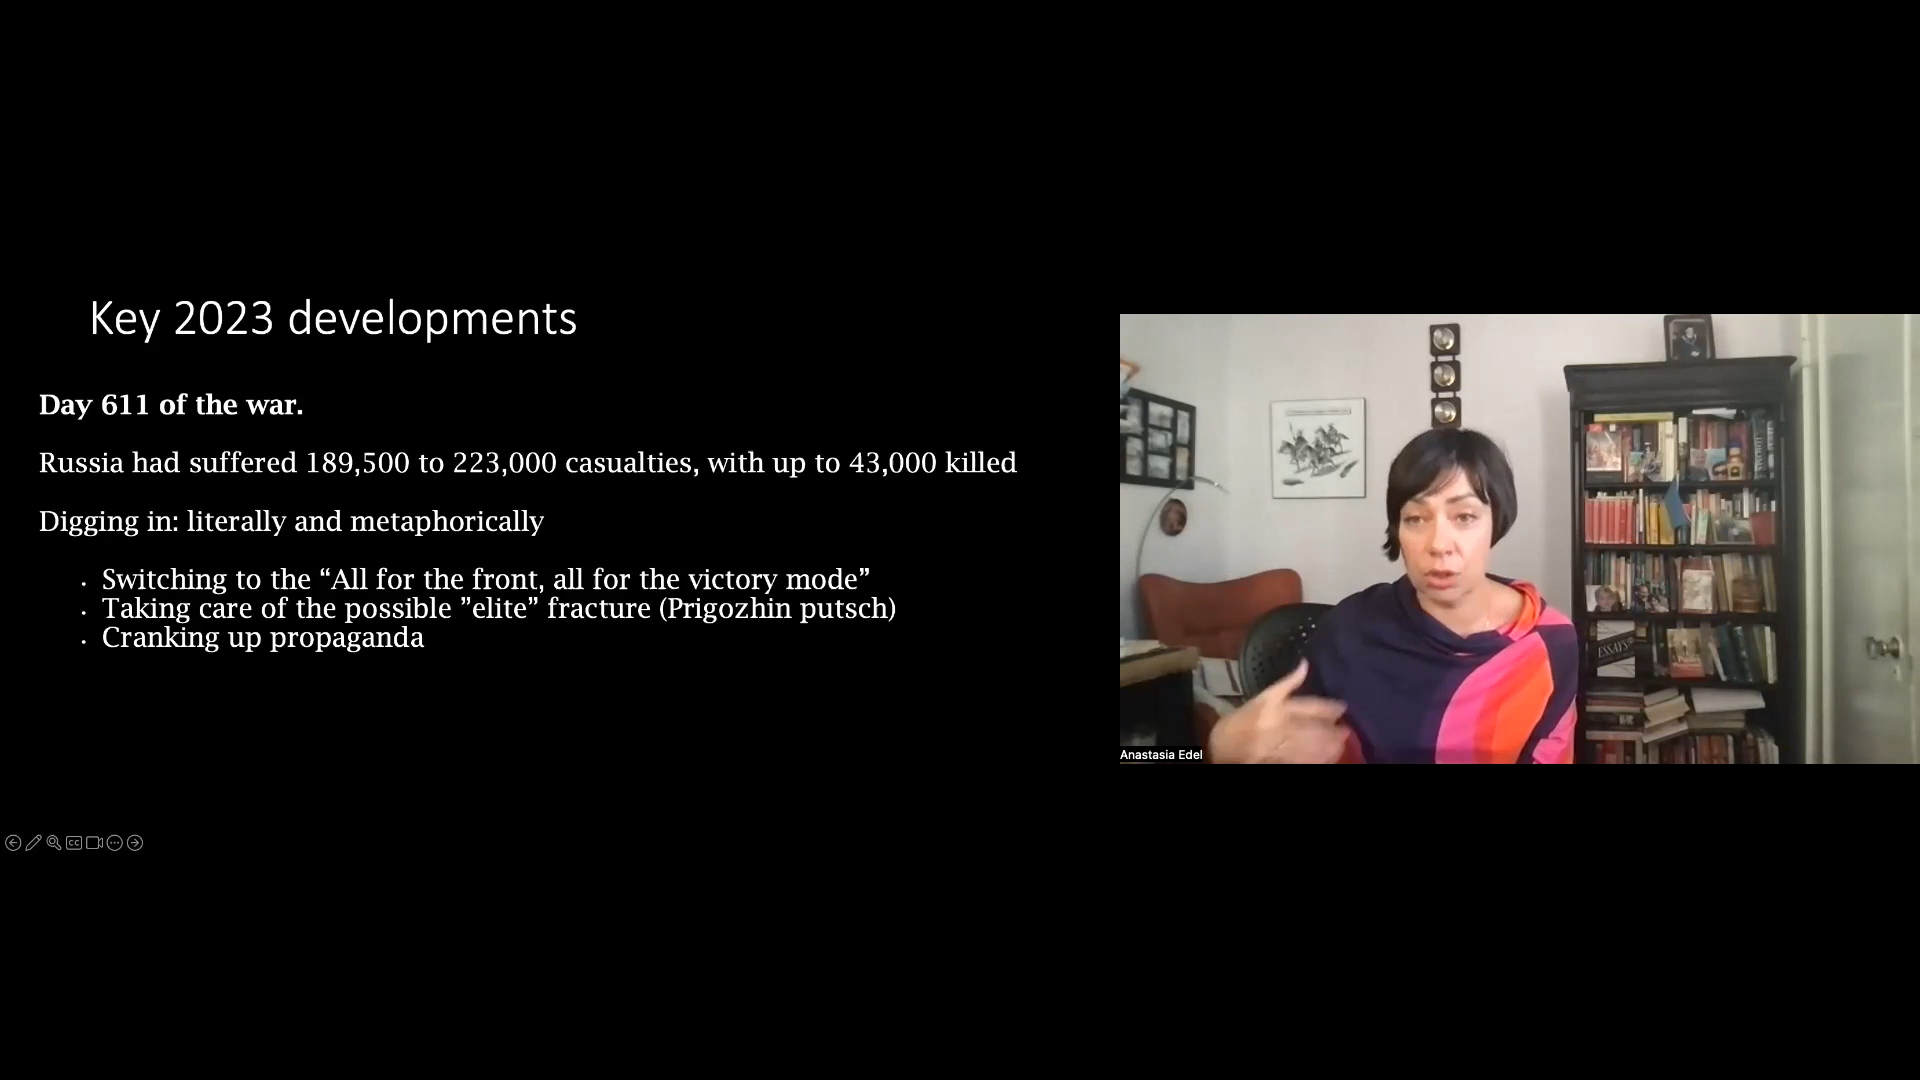 Key 2023 developments
Day 611 of the war.
Russia had suffered 189,500 to 223,000 casualties, with up to 43,000 killed
Digging in: literally and metaphorically
• Switching to the “All for the front, all for the victory mode”
• Taking care of the possible ”elite” fracture (Prigozhin putsch)
• Cranking up propaganda
ESSAYS
Anastasia Edel
CC